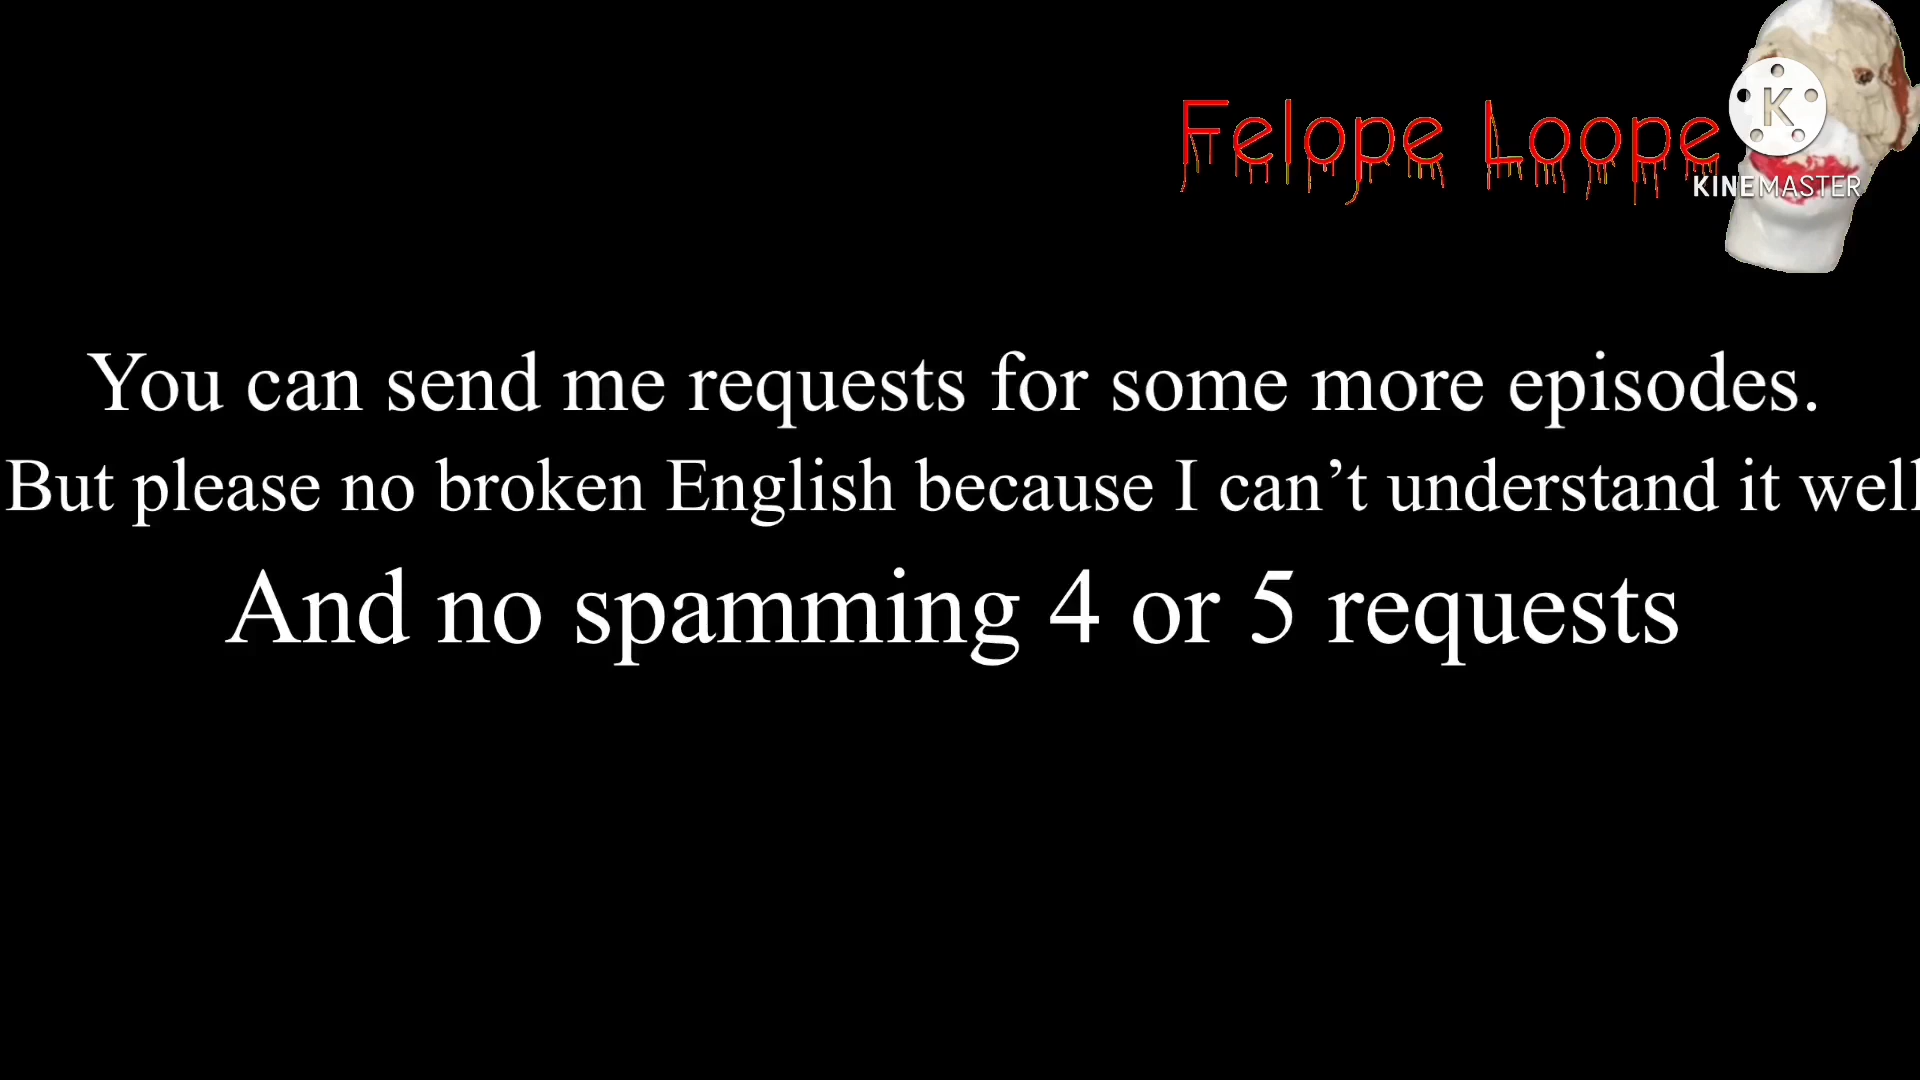 Felope Loope
K
KINEMASTER
You can send me requests for some more episodes.
But please no broken English because I can’t understand it well
And no spamming 4 or 5 requests